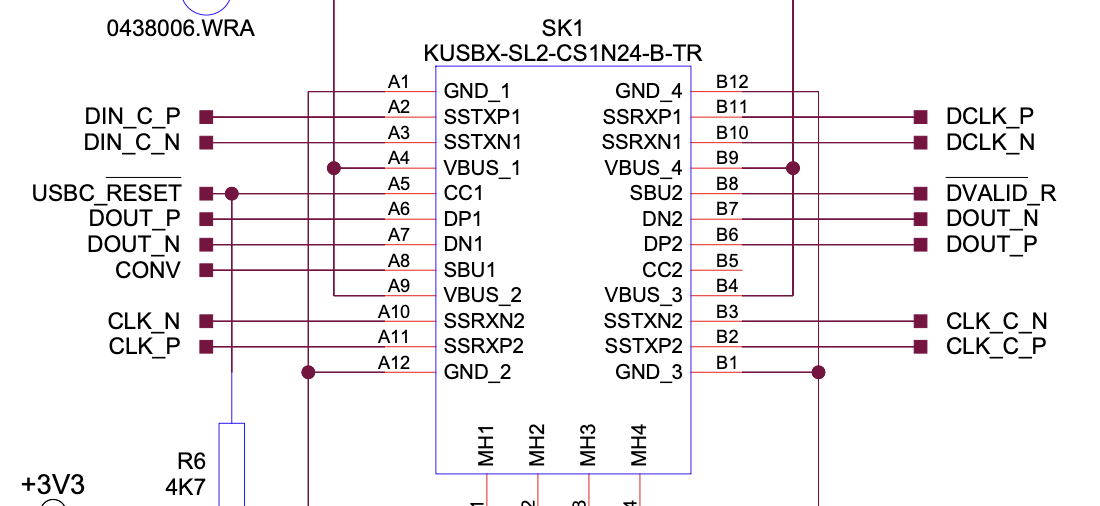 0438006.WRA
SK1
KUSBX-SL2-CS1N24-B-TR
A1 GND_1 GND_4 B12
DIN_C_P A2 SSTXP1 SSRXP1 B11 DCLK_P
DIN_C_N A3 SSTXN1 SSRXN1 B10 DCLK_N
A4 VBUS_1 VBUS_4 B9
USBC_RESET A5 CC1 SBU2 B8 DVALID_R
DOUT_P A6 DP1 DN2 B7 DOUT_N
DOUT_N A7 DN1 DP2 B6 DOUT_P
CONV A8 SBU1 CC2 B5
A9 VBUS_2 VBUS_3 B4
CLK_N A10 SSRXN2 SSTXN2 B3 CLK_C_N
CLK_P A11 SSRXP2 SSTXP2 B2 CLK_C_P
A12 GND_2 GND_3 B1
MH1 MH2 MH3 MH4
R6
4K7
+3V3